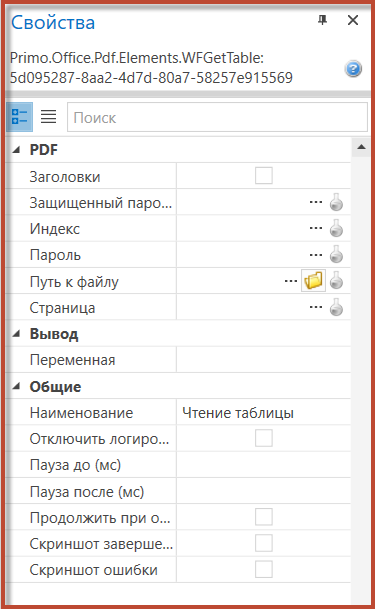 Свойства
Primo.Office.Pdf.Elements.WFGetTable:
5d095287-8aa2-4d7d-80a7-58257e915569
Поиск
PDF
Заголовки
Защищенный паро...
Индекс
Пароль
Путь к файлу
Страница
Вывод
Переменная
Общие
Наименование Чтение таблицы
Отключить логиро...
Пауза до (мс)
Пауза после (мс)
Продолжить при о...
Скриншот заверше...
Скриншот ошибки